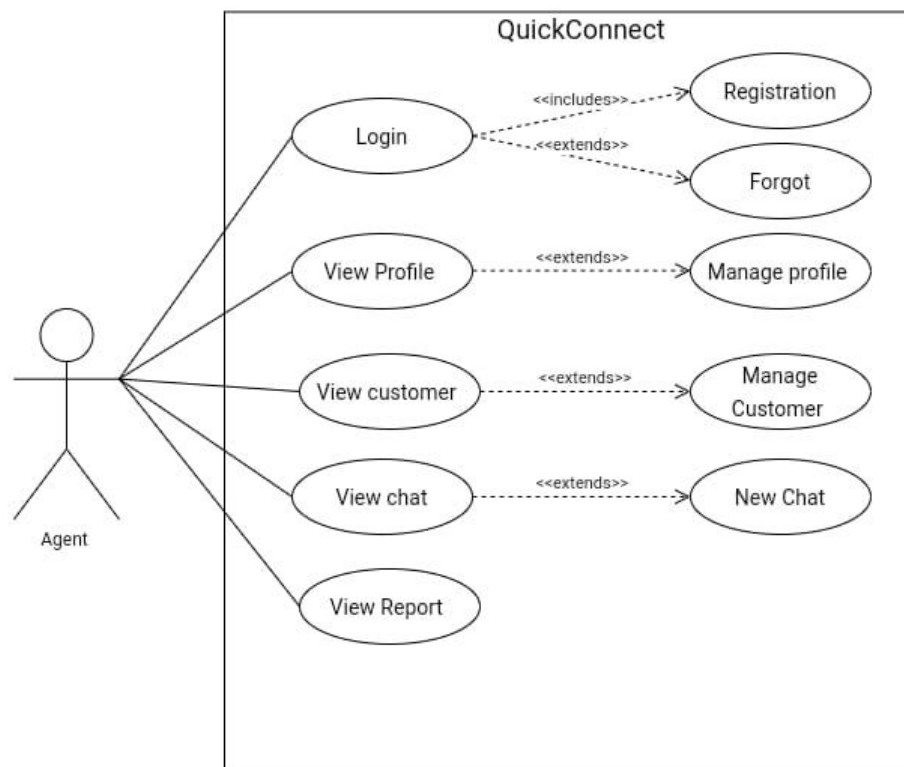 QuickConnect
Registration
<<includes>>
Login
<<extends>>
Forgot
View Profile
<<extends>>
Manage profile
View customer
<<extends>>
Manage
Customer
View chat
<<extends>>
New Chat
Agent
View Report